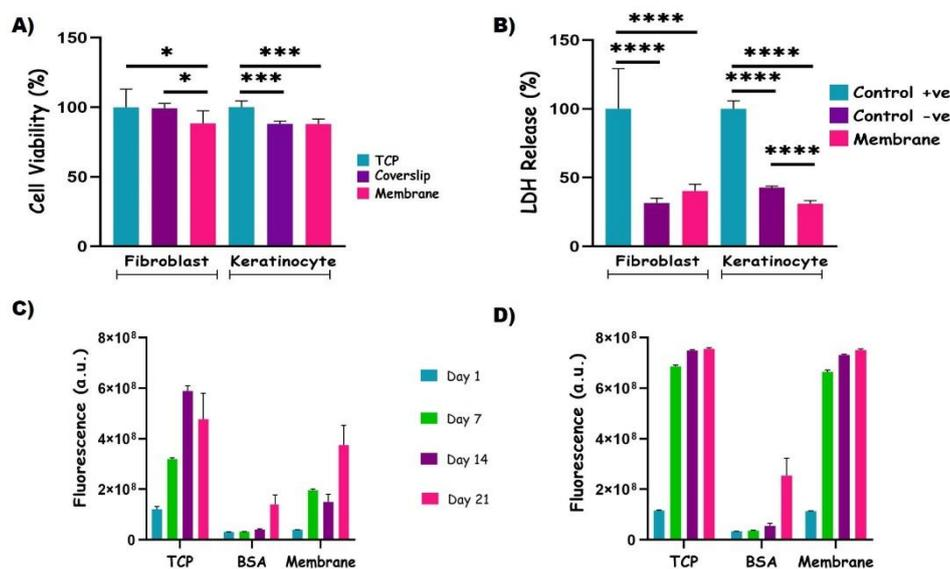 A)
Cell Viability (%)
150
100
50
0
*
*
***
***
Fibroblast
Keratinocyte
TCP
Coverslip
Membrane
B)
LDH Release (%)
150
100
50
0
****
****
****
****
****
Fibroblast
Keratinocyte
Control +ve
Control -ve
Membrane
C)
Fluorescence (a.u.)
8×10⁸
6×10⁸
4×10⁸
2×10⁸
0
TCP
BSA
Membrane
Day 1
Day 7
Day 14
Day 21
D)
Fluorescence (a.u.)
8×10⁸
6×10⁸
4×10⁸
2×10⁸
0
TCP
BSA
Membrane